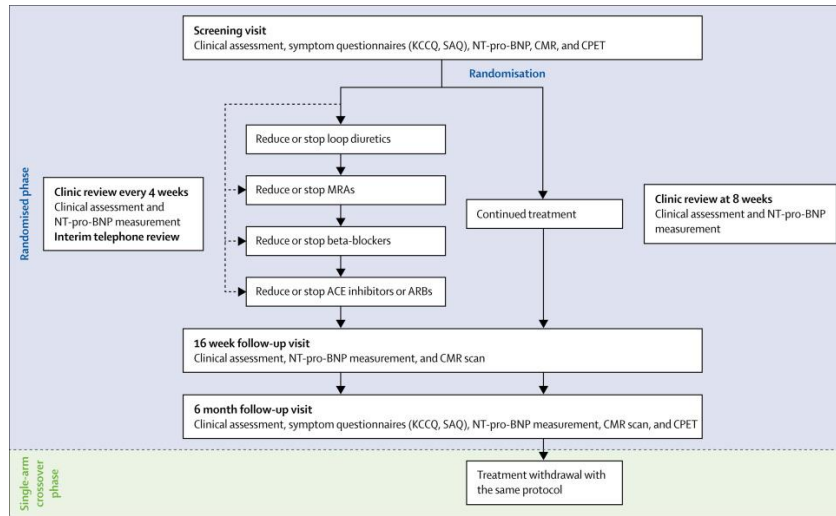 Screening visit
Clinical assessment, symptom questionnaires (KCCQ, SAQ), NT-pro-BNP, CMR, and CPET
Randomisation
Reduce or stop loop diuretics
Randomised phase
Clinic review every 4 weeks
Clinical assessment and
NT-pro-BNP measurement
Interim telephone review
Reduce or stop MRAs
Continued treatment
Clinic review at 8 weeks
Clinical assessment and NT-pro-BNP
measurement
Reduce or stop beta-blockers
Reduce or stop ACE inhibitors or ARBs
16 week follow-up visit
Clinical assessment, NT-pro-BNP measurement, and CMR scan
6 month follow-up visit
Clinical assessment, symptom questionnaires (KCCQ, SAQ), NT-pro-BNP measurement, CMR scan, and CPET
Single-arm
crossover
phase
Treatment withdrawal with
the same protocol